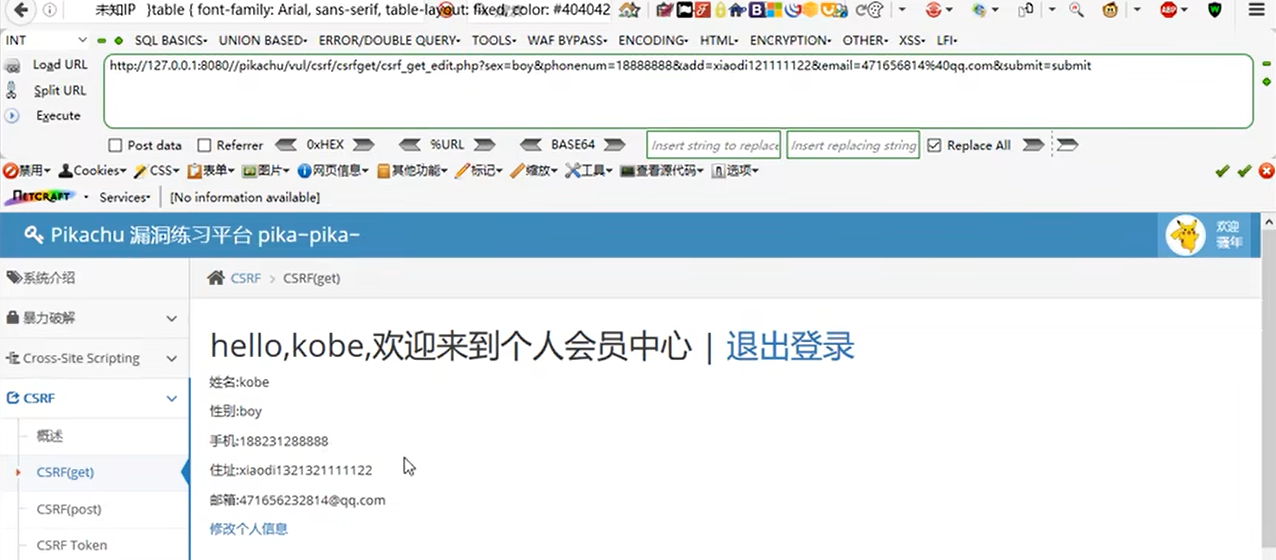 未知IP }table { font-family: Arial, sans-serif, table-layout: fixed, color: #404042
INT SQL BASICS UNION BASED ERROR/DOUBLE QUERY TOOLS WAF BYPASS ENCODING HTML ENCRYPTION OTHER XSS LFI
Load URL http://127.0.0.1:8080//pikachu/vul/csrf/csrfget/csrf_get_edit.php?sex=boy&phonenum=18888888&add=xiaodi121111122&email=471656814%40qq.com&submit=submit
Split URL
Execute
Post data Referrer 0xHEX %URL BASE64 Insert string to replace Insert replacing string Replace All
禁用 Cookies CSS 表单 图片 网页信息 其他功能 标记 缩放 工具 查看源代码 选项
NETCRAFT Services [No information available]
Pikachu 漏洞练习平台 pika~pika~ 欢迎
骚年
系统介绍 CSRF > CSRF(get)
暴力破解
Cross-Site Scripting
CSRF
概述
CSRF(get)
CSRF(post)
CSRF Token
hello,kobe,欢迎来到个人会员中心 | 退出登录
姓名:kobe
性别:boy
手机:188231288888
住址:xiaodi1321321111122
邮箱:471656232814@qq.com
修改个人信息